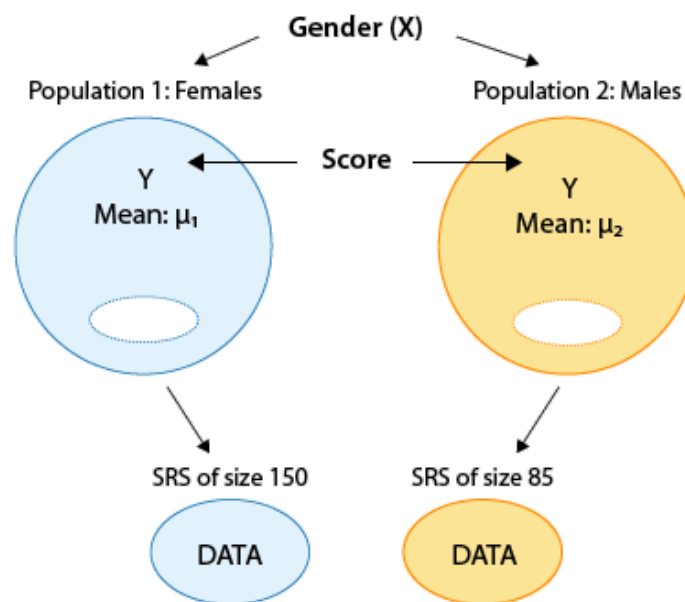 Gender (X)
Population 1: Females
Population 2: Males
Score
Y
Mean: μ₁
Y
Mean: μ₂
SRS of size 150
SRS of size 85
DATA
DATA